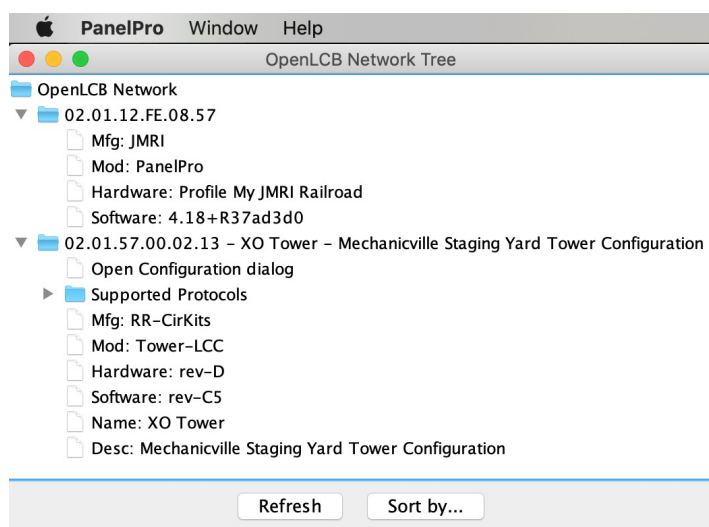 PanelPro Window Help
OpenLCB Network Tree
OpenLCB Network
02.01.12.FE.08.57
Mfg: JMRI
Mod: PanelPro
Hardware: Profile My JMRI Railroad
Software: 4.18+R37ad3d0
02.01.57.00.02.13 – XO Tower – Mechanicville Staging Yard Tower Configuration
Open Configuration dialog
Supported Protocols
Mfg: RR-CirKits
Mod: Tower-LCC
Hardware: rev-D
Software: rev-C5
Name: XO Tower
Desc: Mechanicville Staging Yard Tower Configuration
Refresh Sort by...